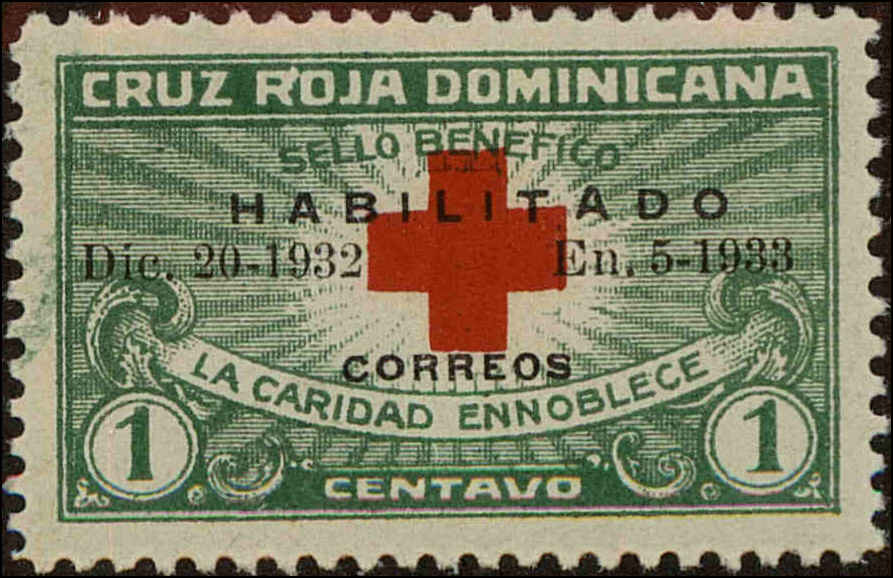 CRUZ ROJA DOMINICANA
SELLO BENEFICO
HABILITADO
Dic. 20-1932 En. 5-1933
CORREOS
LA CARIDAD ENNOBLECE
1 1
CENTAVO